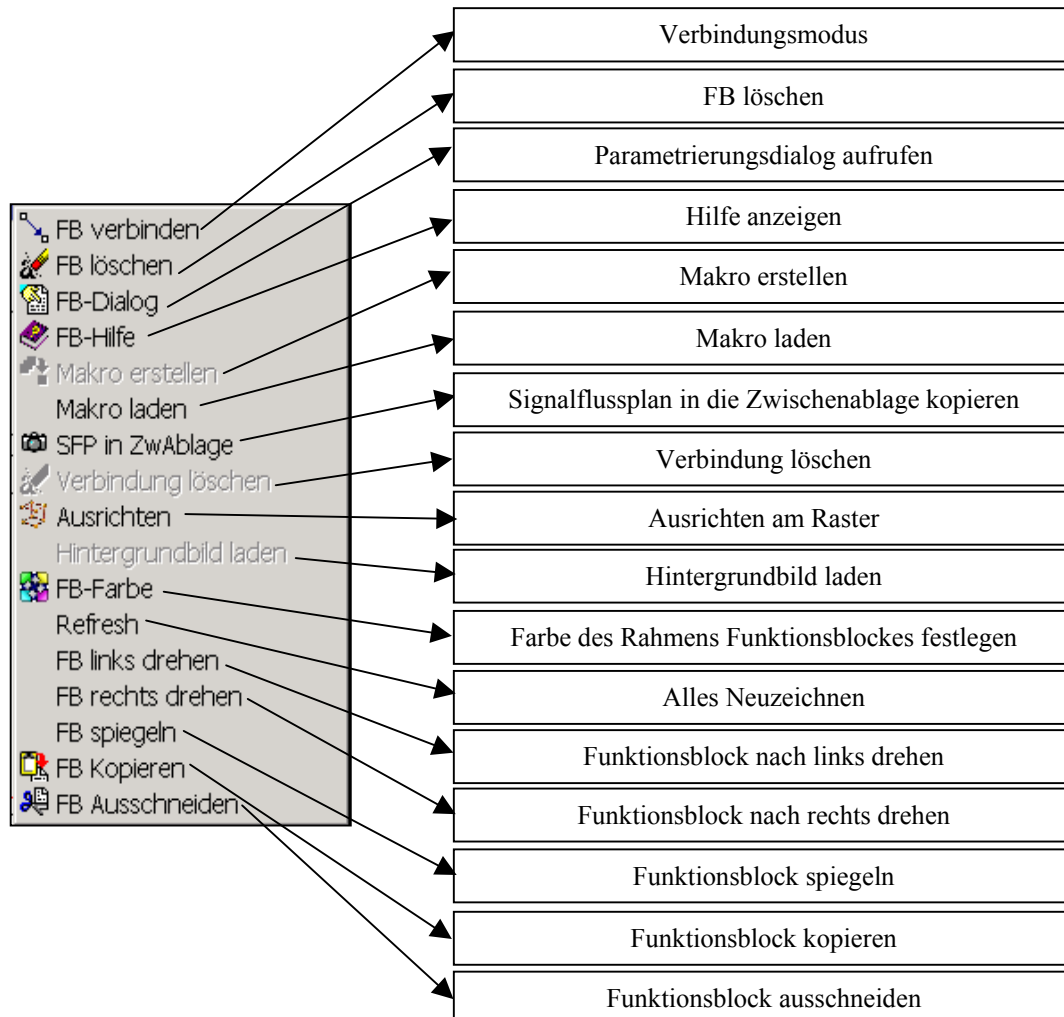 Verbindungsmodus
FB löschen
Parametrierungsdialog aufrufen
Hilfe anzeigen
Makro erstellen
Makro laden
Signalflussplan in die Zwischenablage kopieren
Verbindung löschen
Ausrichten am Raster
Hintergrundbild laden
Farbe des Rahmens Funktionsblockes festlegen
Alles Neuzeichnen
Funktionsblock nach links drehen
Funktionsblock nach rechts drehen
Funktionsblock spiegeln
Funktionsblock kopieren
Funktionsblock ausschneiden
FB verbinden
FB löschen
FB-Dialog
FB-Hilfe
Makro erstellen
Makro laden
SFP in ZwAblage
Verbindung löschen
Ausrichten
Hintergrundbild laden
FB-Farbe
Refresh
FB links drehen
FB rechts drehen
FB spiegeln
FB Kopieren
FB Ausschneiden